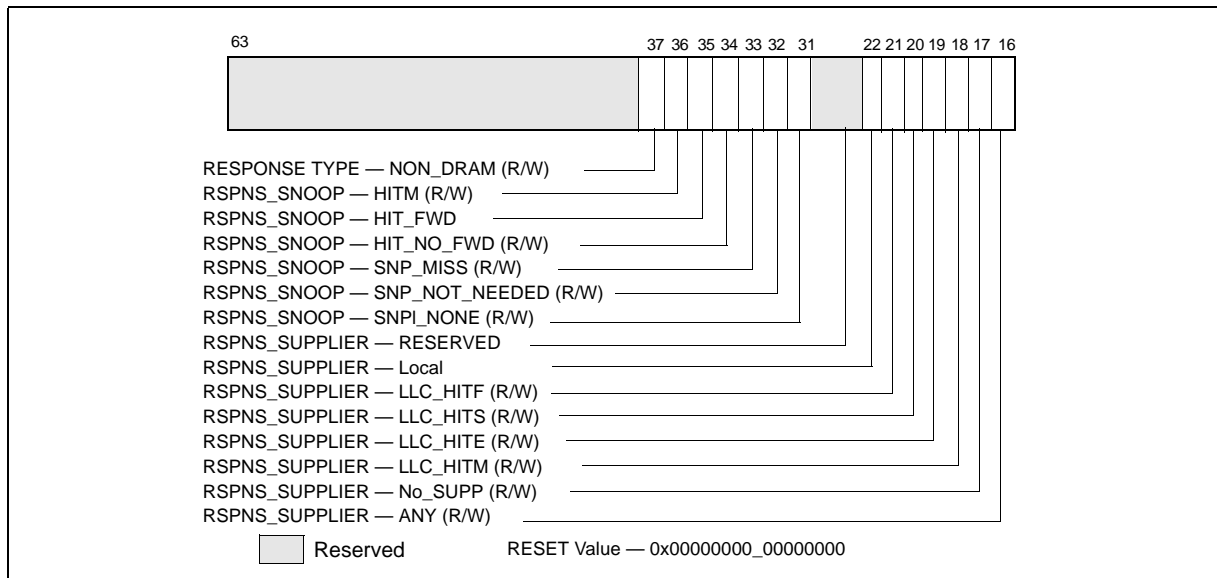 63 37 36 35 34 33 32 31 22 21 20 19 18 17 16
RESPONSE TYPE — NON_DRAM (R/W)
RSPNS_SNOOP — HITM (R/W)
RSPNS_SNOOP — HIT_FWD
RSPNS_SNOOP — HIT_NO_FWD (R/W)
RSPNS_SNOOP — SNP_MISS (R/W)
RSPNS_SNOOP — SNP_NOT_NEEDED (R/W)
RSPNS_SNOOP — SNPI_NONE (R/W)
RSPNS_SUPPLIER — RESERVED
RSPNS_SUPPLIER — Local
RSPNS_SUPPLIER — LLC_HITF (R/W)
RSPNS_SUPPLIER — LLC_HITS (R/W)
RSPNS_SUPPLIER — LLC_HITE (R/W)
RSPNS_SUPPLIER — LLC_HITM (R/W)
RSPNS_SUPPLIER — No_SUPP (R/W)
RSPNS_SUPPLIER — ANY (R/W)
Reserved RESET Value — 0x00000000_00000000